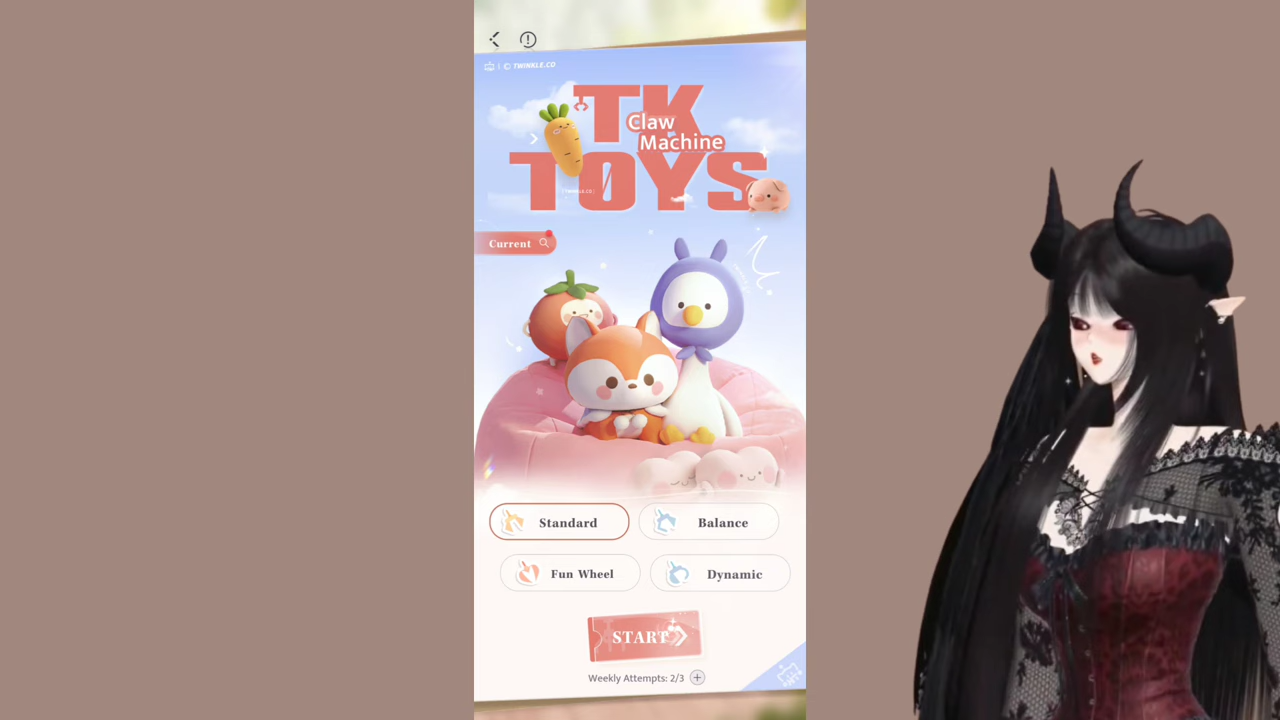 © TWINKLE.CO
TK
Claw
Machine
TOYS
Current
Standard
Balance
Fun Wheel
Dynamic
START
Weekly Attempts: 2/3